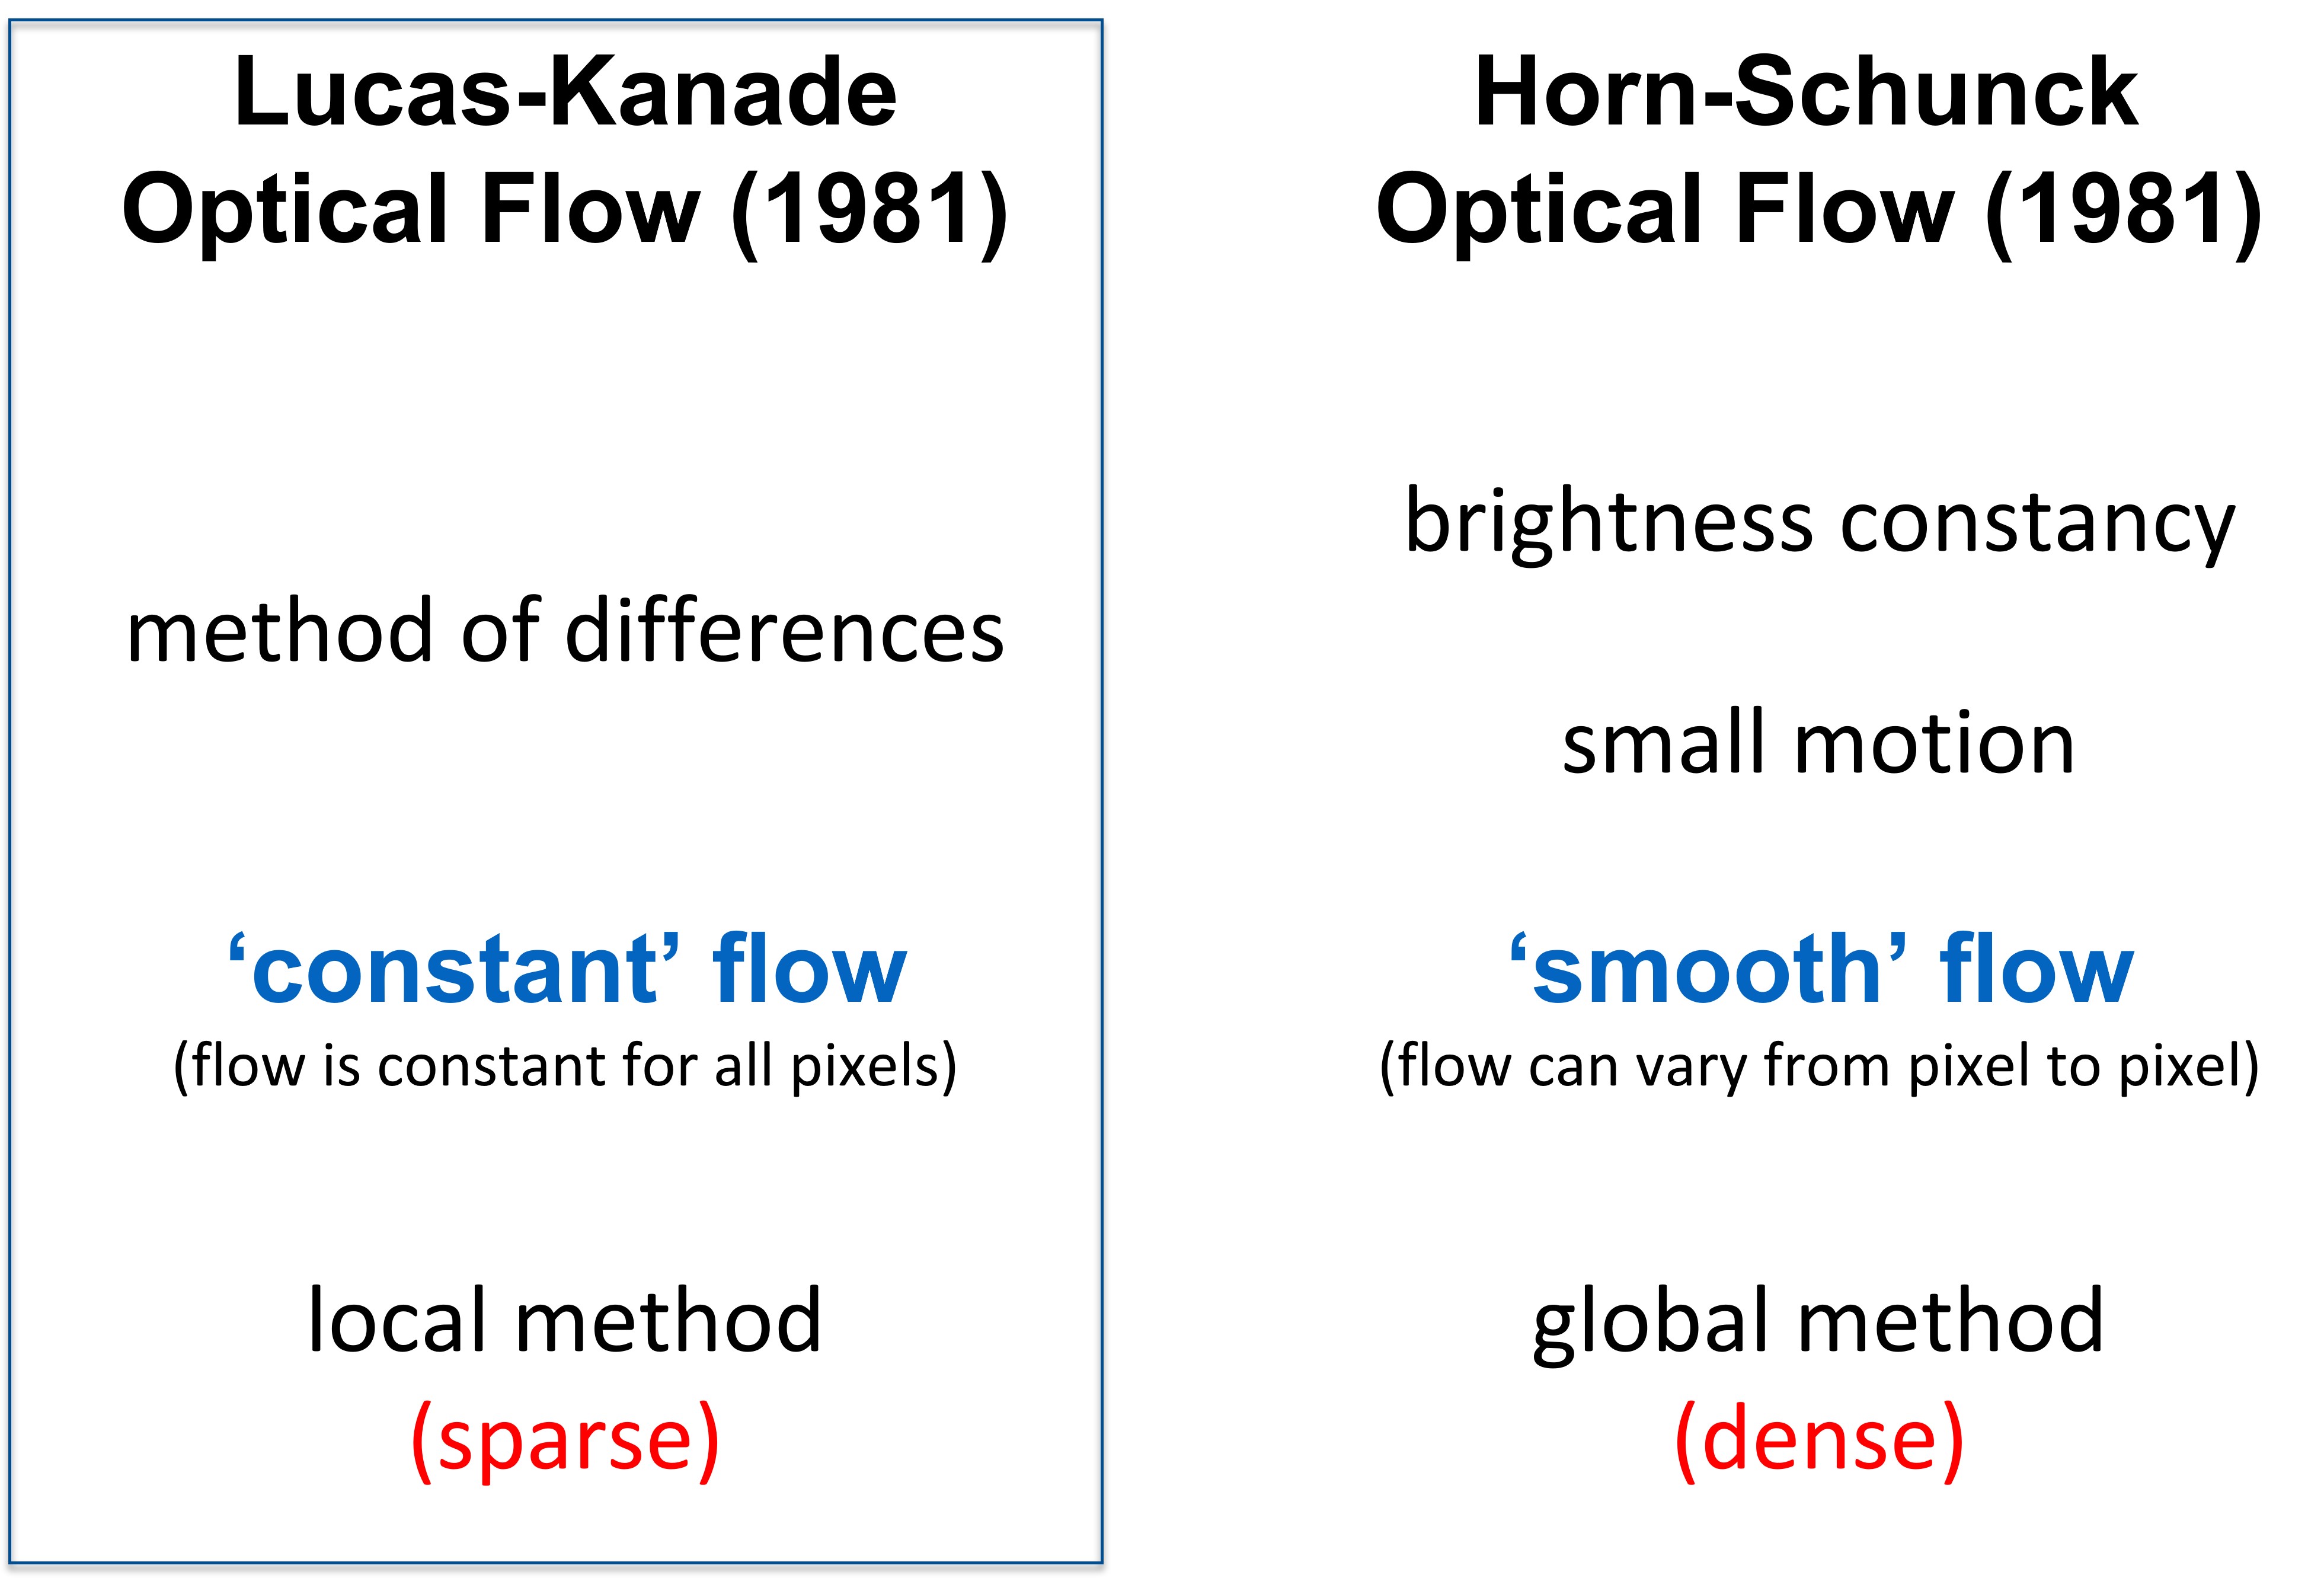 Lucas-Kanade
Optical Flow (1981)
method of differences
‘constant’ flow
(flow is constant for all pixels)
local method
(sparse)
Horn-Schunck
Optical Flow (1981)
brightness constancy
small motion
‘smooth’ flow
(flow can vary from pixel to pixel)
global method
(dense)